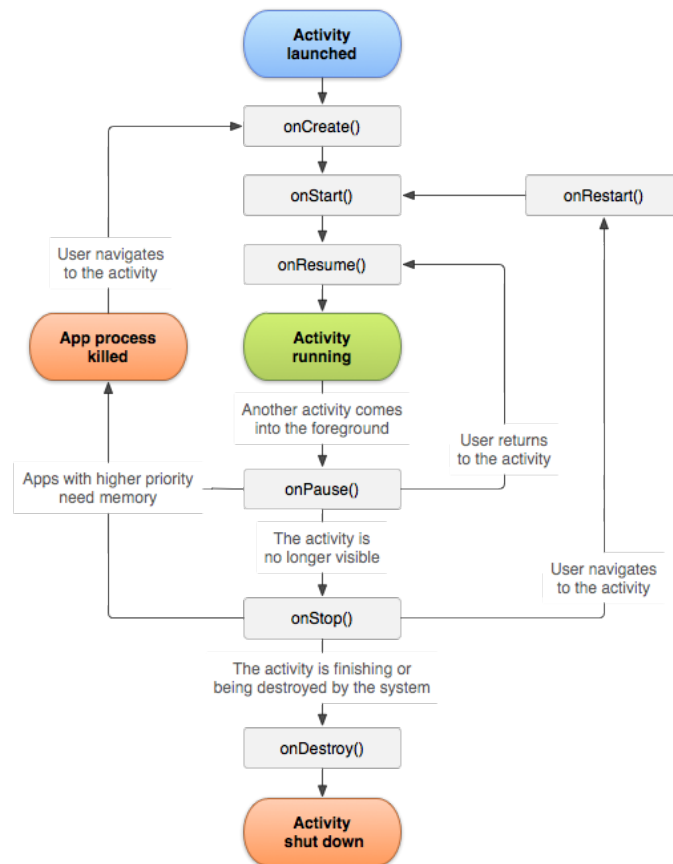 Activity
launched
onCreate()
onStart()
onRestart()
User navigates
to the activity
onResume()
App process
killed
Activity
running
Another activity comes
into the foreground
User returns
to the activity
Apps with higher priority
need memory
onPause()
The activity is
no longer visible
User navigates
to the activity
onStop()
The activity is finishing or
being destroyed by the system
onDestroy()
Activity
shut down